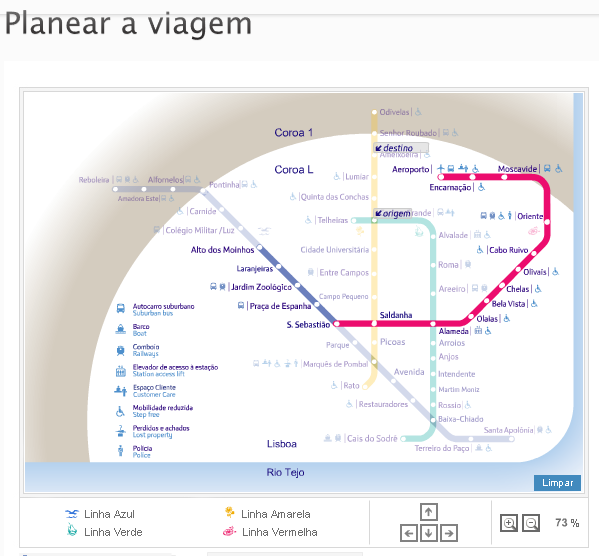 Planear a viagem
Coroa 1
Coroa L
Odivelas
Senhor Roubado
destino
Ameixoeira
Lumiar
Quinta das Conchas
origem
Telheiras
Cidade Universitária
Entre Campos
Campo Pequeno
Saldanha
Picoas
Marquês de Pombal
Rato
Reboleira
Amadora Este
Alfornelos
Pontinha
Carnide
Colégio Militar /Luz
Alto dos Moinhos
Laranjeiras
Jardim Zoológico
Praça de Espanha
S. Sebastião
Parque
Avenida
Restauradores
Baixa-Chiado
Terreiro do Paço
Santa Apolónia
Aeroporto
Encarnação
Moscavide
Oriente
Cabo Ruivo
Olivais
Chelas
Bela Vista
Olaias
Alameda
Alvalade
Roma
Areeiro
Arroios
Anjos
Intendente
Martim Moniz
Rossio
Cais do Sodré
Autocarro suburbano
Suburban bus
Barco
Boat
Comboio
Railways
Elevador de acesso à estação
Station access lift
Espaço Cliente
Customer Care
Mobilidade reduzida
Step free
Perdidos e achados
Lost property
Polícia
Police
Lisboa
Rio Tejo
Limpar
Linha Azul
Linha Amarela
Linha Verde
Linha Vermelha
73 %